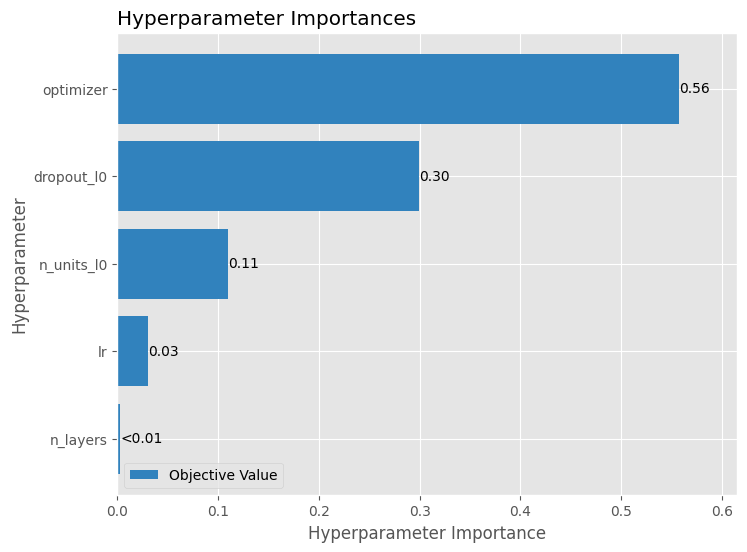 Hyperparameter Importances
Hyperparameter
optimizer
0.56
dropout_l0
0.30
n_units_l0
0.11
lr
0.03
n_layers
<0.01
Objective Value
0.0 0.1 0.2 0.3 0.4 0.5 0.6
Hyperparameter Importance